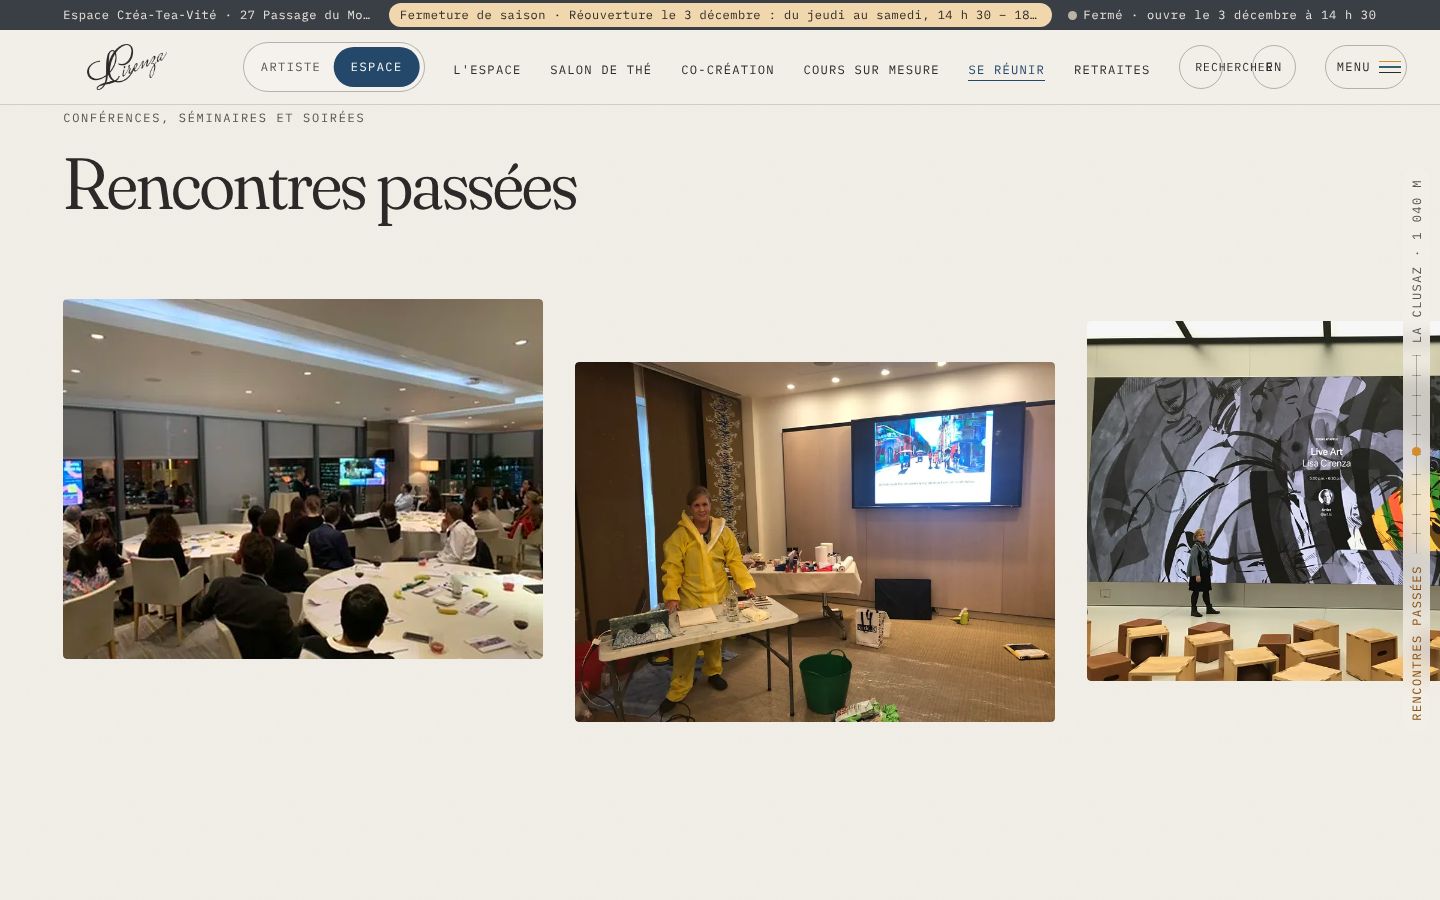 Espace Créa-Tea-Vité · 27 Passage du Mo…
Fermeture de saison · Réouverture le 3 décembre : du jeudi au samedi, 14 h 30 – 18…
Fermé · ouvre le 3 décembre à 14 h 30
Lisa Cirenza
ARTISTE
ESPACE
L'ESPACE
SALON DE THÉ
CO-CRÉATION
COURS SUR MESURE
SE RÉUNIR
RETRAITES
RECHERCHER
EN
MENU
CONFÉRENCES, SÉMINAIRES ET SOIRÉES
Rencontres passées
LA CLUSAZ · 1 040 M
Live Art
Lisa Cirenza
RENCONTRES PASSÉES